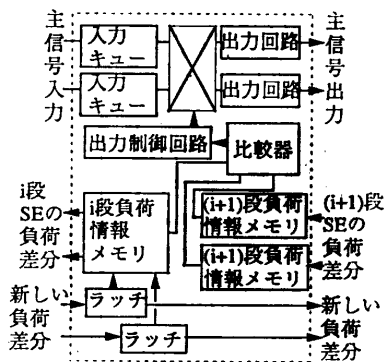 主
信
号
入
力
入力
キュー
入力
キュー
出力回路
出力回路
主
信
号
出
力
出力制御回路
比較器
i段
SEの
負荷
差分
i段負荷
情報
メモリ
(i+1)段負荷
情報メモリ
(i+1)段負荷
情報メモリ
(i+1)段
SEの
負荷
差分
新しい
負荷
差分
ラッチ
ラッチ
新しい
負荷
差分